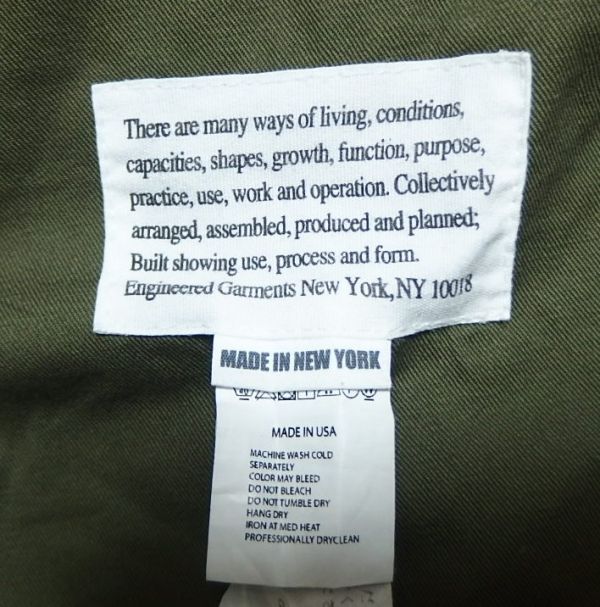 There are many ways of living, conditions,
capacities, shapes, growth, function, purpose,
practice, use, work and operation. Collectively
arranged, assembled, produced and planned;
Built showing use, process and form.
Engineered Garments New York, NY 10018
MADE IN NEW YORK
MADE IN USA
MACHINE WASH COLD
SEPARATELY
COLOR MAY BLEED
DO NOT BLEACH
DO NOT TUMBLE DRY
HANG DRY
IRON AT MED HEAT
PROFESSIONALLY DRYCLEAN